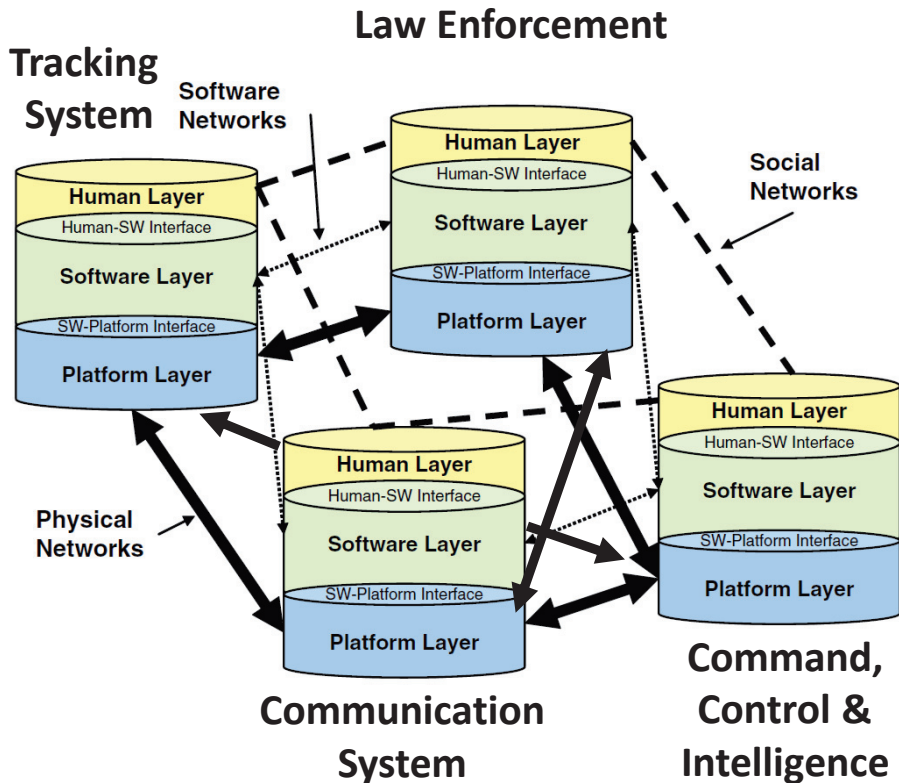 Law Enforcement
Tracking
System
Software
Networks
Human Layer
Human-SW Interface
Software Layer
SW-Platform Interface
Platform Layer
Human Layer
Human-SW Interface
Software Layer
SW-Platform Interface
Platform Layer
Social
Networks
Physical
Networks
Human Layer
Human-SW Interface
Software Layer
SW-Platform Interface
Platform Layer
Human Layer
Human-SW Interface
Software Layer
SW-Platform Interface
Platform Layer
Communication
System
Command,
Control &
Intelligence